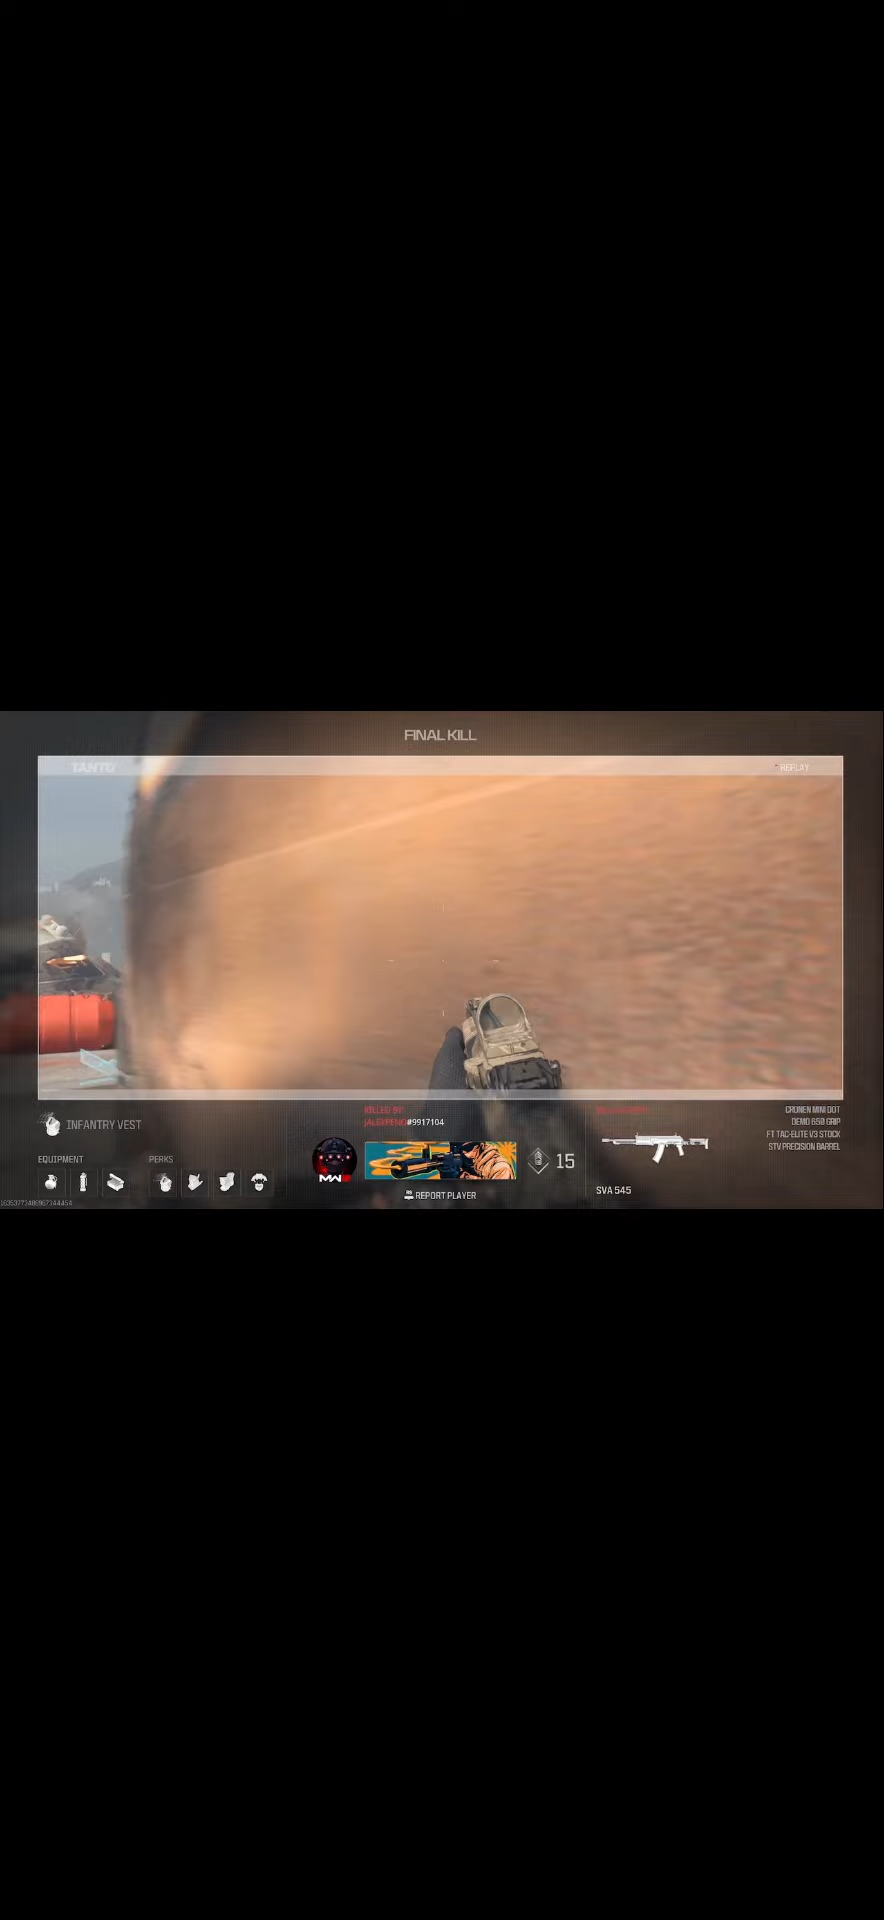 FINAL KILL
TANTO
REPLAY
INFANTRY VEST
EQUIPMENT
PERKS
KILLED BY
#9917104
15
REPORT PLAYER
SVA 545
CRONEN MINI DOT
DEMO 650 GRIP
FT TAC-ELITE V3 STOCK
STV PRECISION BARREL